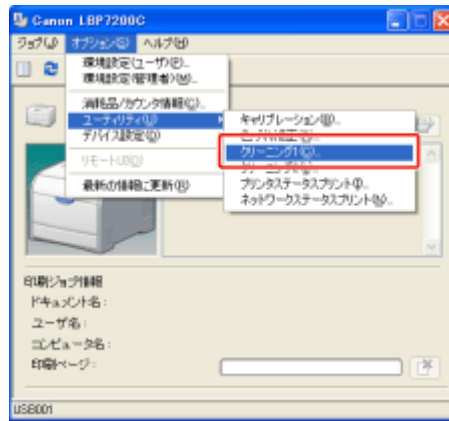 Canon LBP7200C
ジョブ(J) オプション(S) ヘルプ(H)
環境設定(ユーザ)(E)...
環境設定(管理者)(M)...
消耗品/カウンタ情報(C)...
ユーティリティ(U)
デバイス設定(D)
リモートUI(Q)
最新の情報に更新(R)
キャリブレーション(D)...
クリーニング1(C)...
プリンタステータスプリント(P)...
ネットワークステータスプリント(N)...
印刷ジョブ情報
ドキュメント名:
ユーザ名:
コンピュータ名:
印刷ページ:
USB001